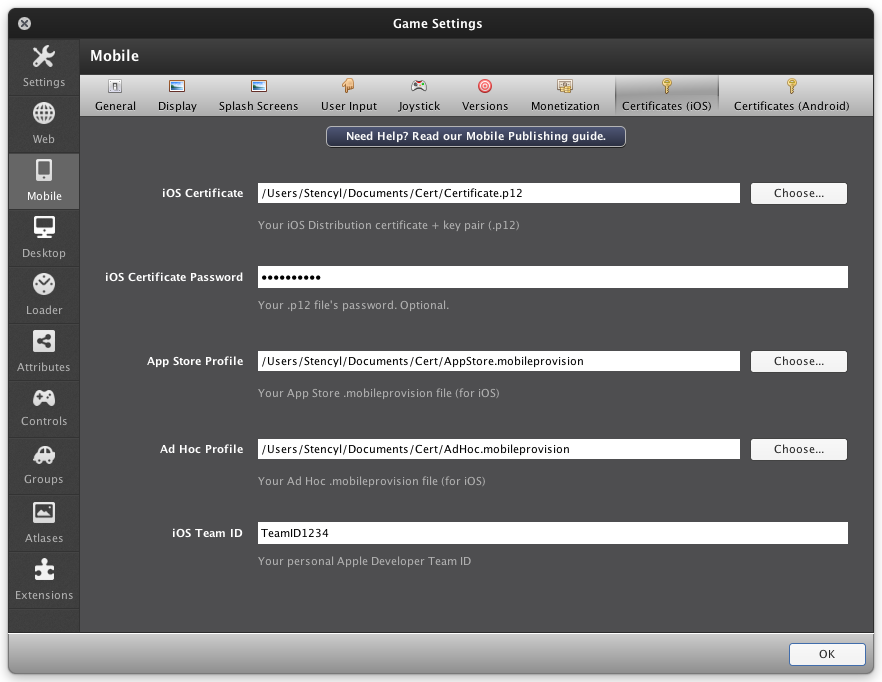 Game Settings
Settings
Web
Mobile
Desktop
Loader
Attributes
Controls
Groups
Atlases
Extensions
Mobile
General Display Splash Screens User Input Joystick Versions Monetization Certificates (iOS) Certificates (Android)
Need Help? Read our Mobile Publishing guide.
iOS Certificate /Users/Stencyl/Documents/Cert/Certificate.p12 Choose...
Your iOS Distribution certificate + key pair (.p12)
iOS Certificate Password ••••••••••
Your .p12 file's password. Optional.
App Store Profile /Users/Stencyl/Documents/Cert/AppStore.mobileprovision Choose...
Your App Store .mobileprovision file (for iOS)
Ad Hoc Profile /Users/Stencyl/Documents/Cert/AdHoc.mobileprovision Choose...
Your Ad Hoc .mobileprovision file (for iOS)
iOS Team ID TeamID1234
Your personal Apple Developer Team ID
OK